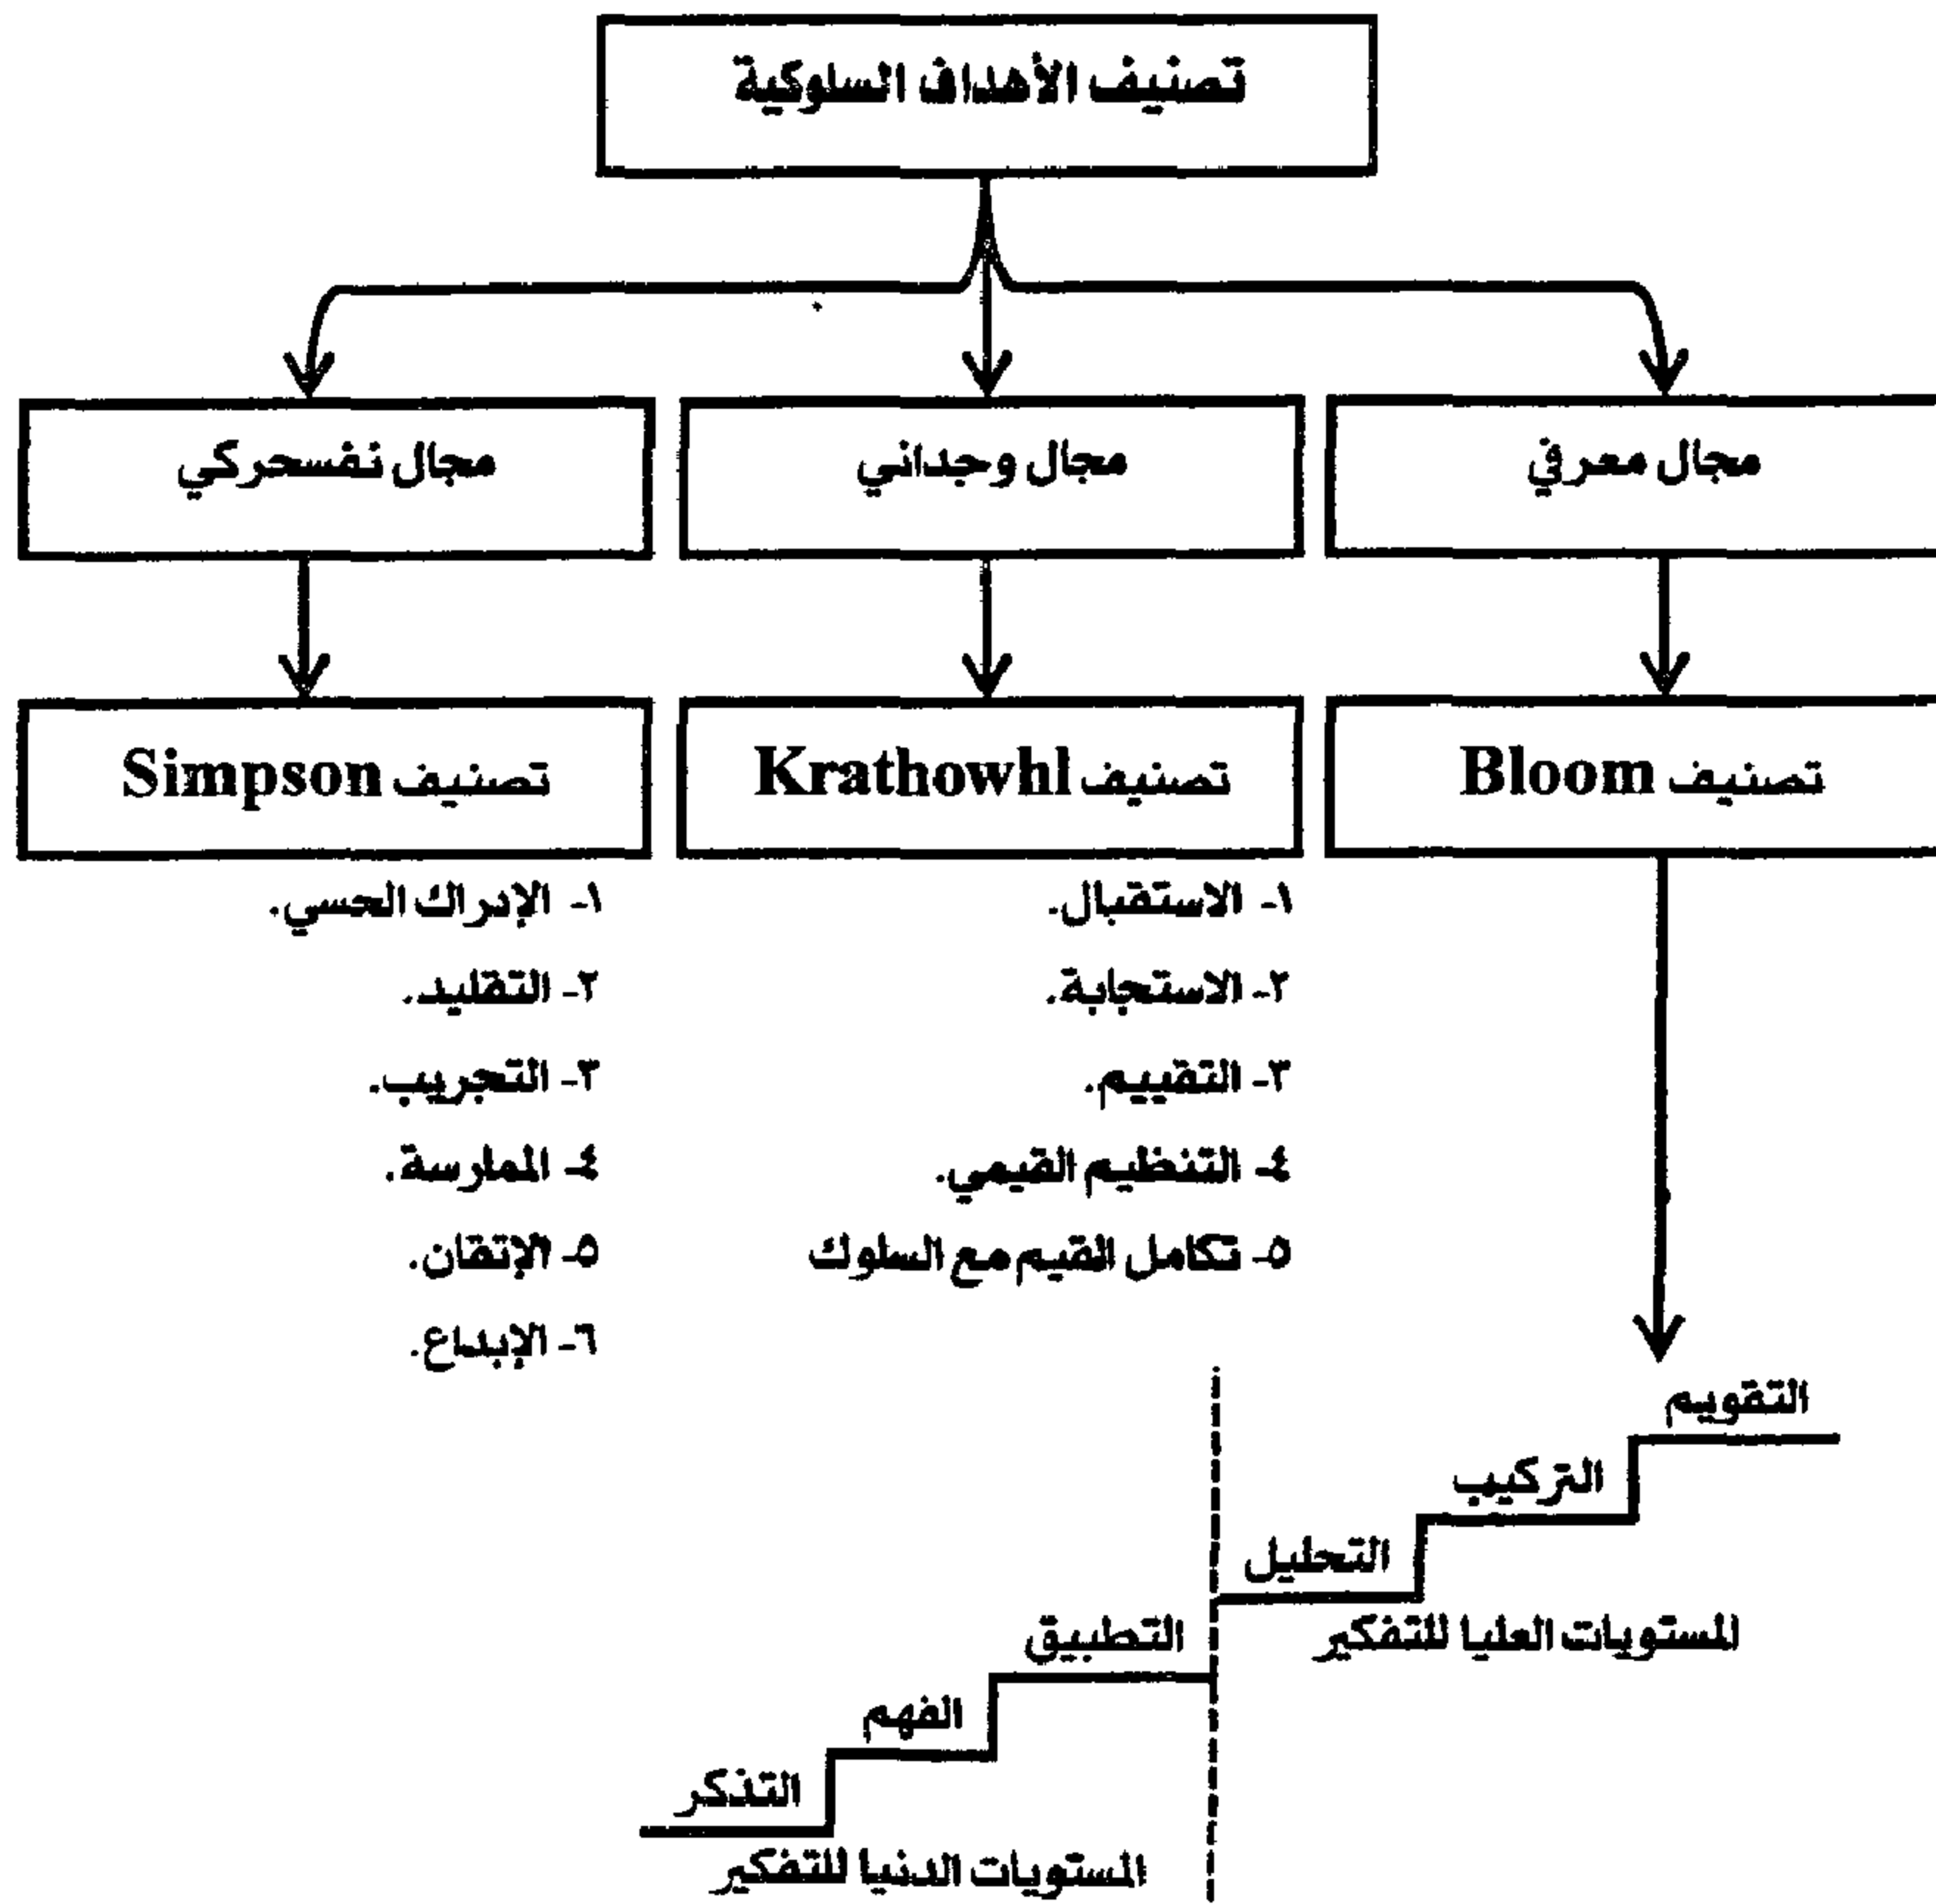 تصنيف الأهداف السلوكية
مجال معرفي
مجال وجداني
مجال نفسحركي
تصنيف Bloom
تصنيف Krathowhl
تصنيف Simpson
١- الاستقبال.
٢- الاستجابة.
٣- التقييم.
٤- التنظيم القيمي.
٥- تكامل القيم مع السلوك
١- الإدراك الحسي.
٢- التقليد.
٣- التجريب.
٤- الممارسة.
٥- الإتقان.
٦- الإبداع.
التقويم
التركيب
التحليل
المستويات العليا للتفكير
التطبيق
الفهم
التذكر
المستويات الدنيا للتفكير